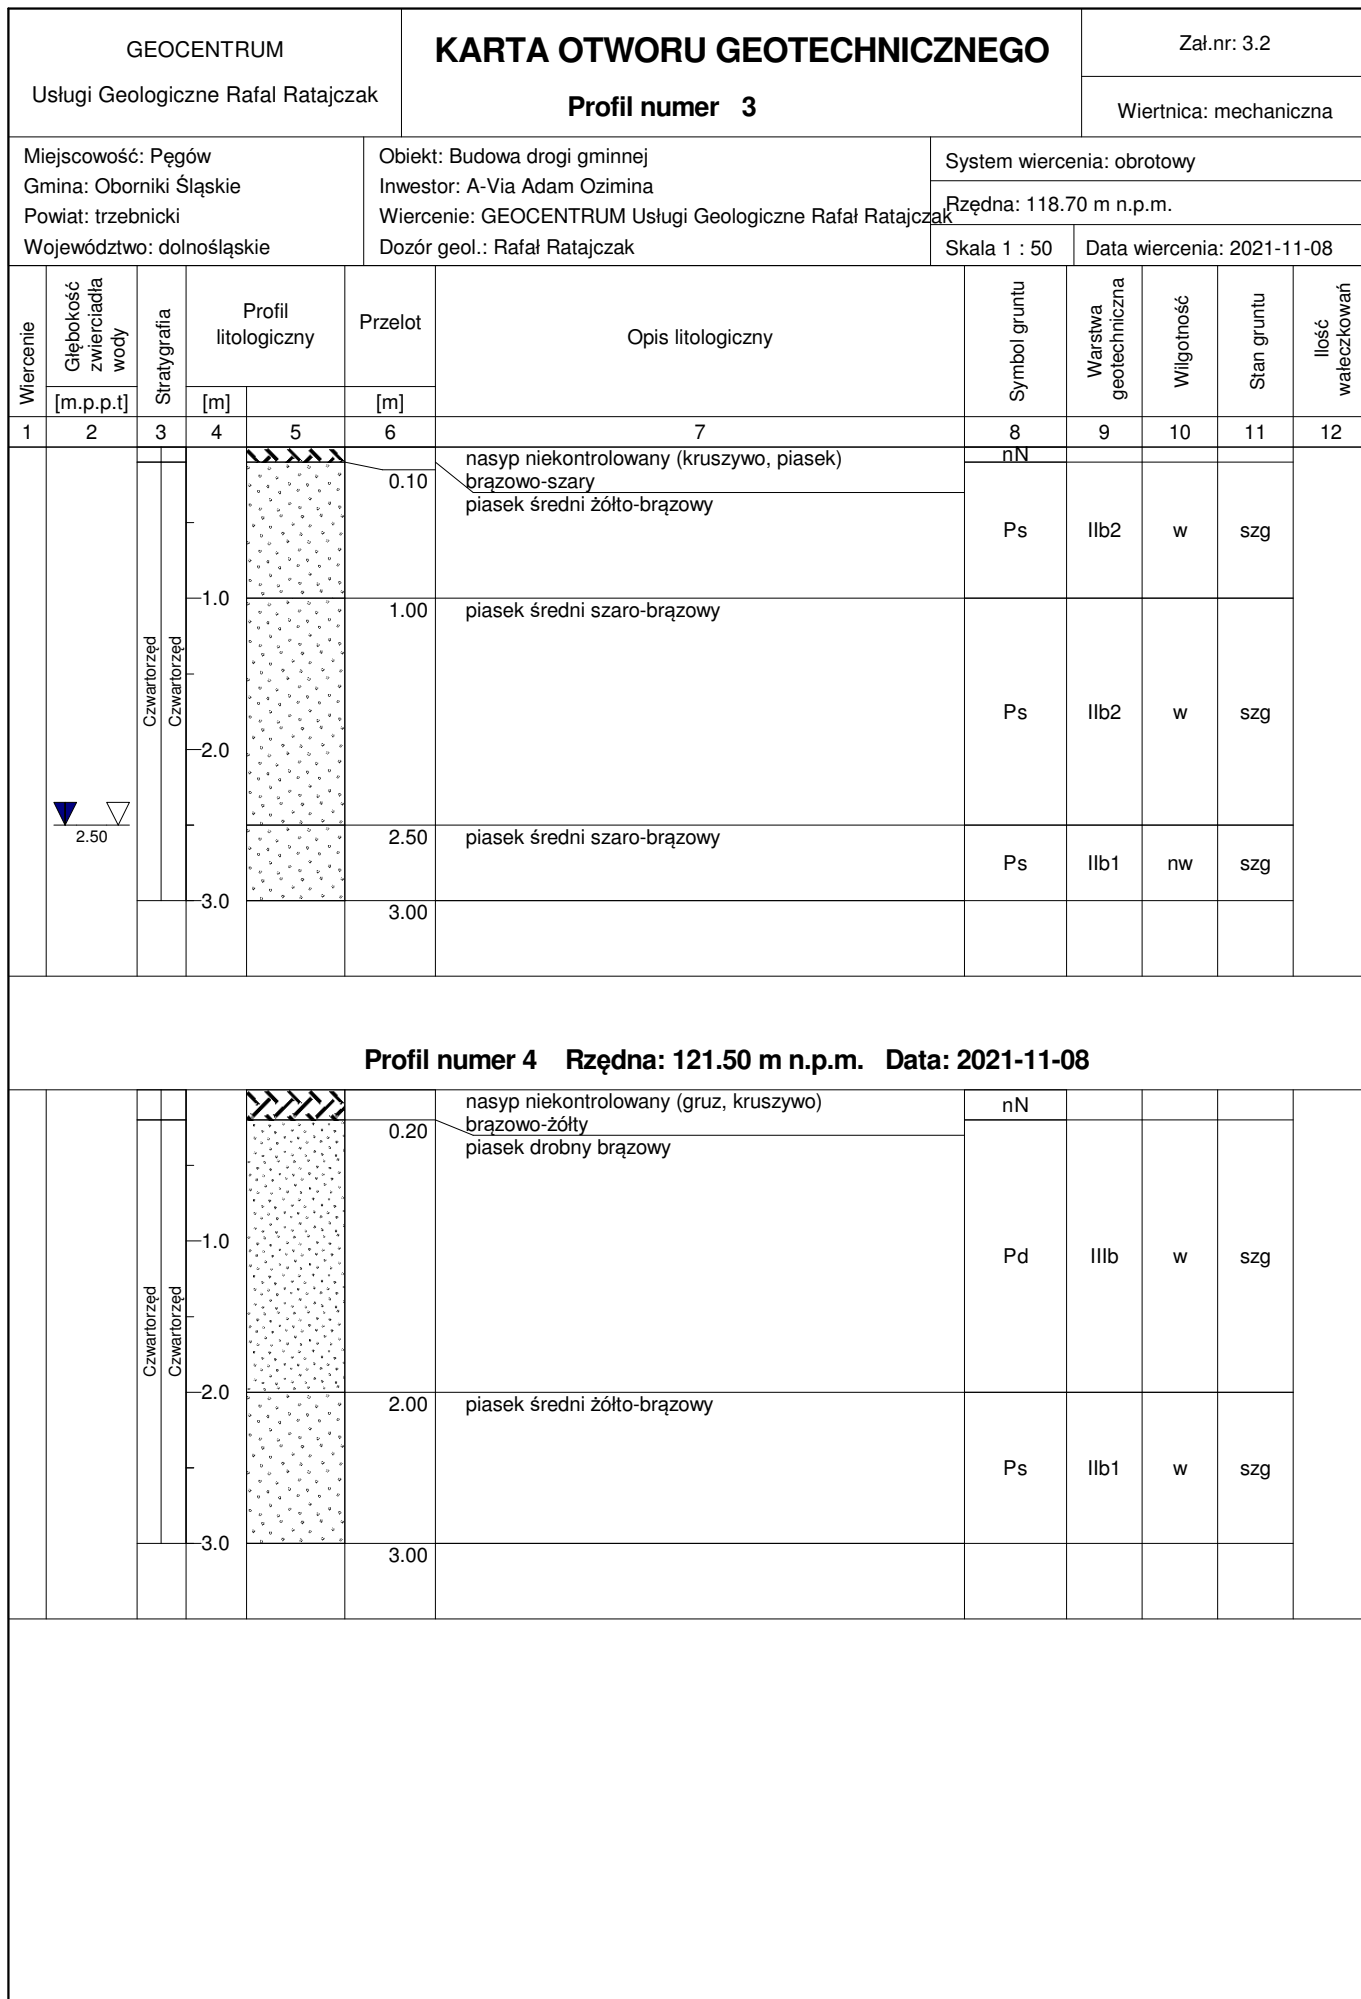 GEOCENTRUM
Usługi Geologiczne Rafal Ratajczak
KARTA OTWORU GEOTECHNICZNEGO
Profil numer 3
Zał.nr: 3.2
Wiertnica: mechaniczna
Miejscowość: Pęgów
Gmina: Oborniki Śląskie
Powiat: trzebnicki
Województwo: dolnośląskie
Obiekt: Budowa drogi gminnej
Inwestor: A-Via Adam Ozimina
Wiercenie: GEOCENTRUM Usługi Geologiczne Rafał Ratajczak
Dozór geol.: Rafał Ratajczak
System wiercenia: obrotowy
Rzędna: 118.70 m n.p.m.
Skala 1 : 50
Data wiercenia: 2021-11-08
Wiercenie
Głębokość
zwierciadła
wody
[m.p.p.t]
Stratygrafia
Profil
litologiczny
[m]
Przelot
[m]
Opis litologiczny
Symbol gruntu
Warstwa
geotechniczna
Wilgotność
Stan gruntu
Ilość
wałeczkowań
1 2 3 4 5 6 7 8 9 10 11 12
nasyp niekontrolowany (kruszywo, piasek)
brązowo-szary
nN
0.10
piasek średni żółto-brązowy
Ps IIb2 w szg
1.0
1.00
piasek średni szaro-brązowy
Czwartorzęd
Czwartorzęd
Ps IIb2 w szg
2.0
2.50
2.50
piasek średni szaro-brązowy
Ps IIb1 nw szg
3.0
3.00
Profil numer 4 Rzędna: 121.50 m n.p.m. Data: 2021-11-08
nasyp niekontrolowany (gruz, kruszywo)
brązowo-żółty
nN
0.20
piasek drobny brązowy
1.0
Pd IIIb w szg
Czwartorzęd
Czwartorzęd
2.0
2.00
piasek średni żółto-brązowy
Ps IIb1 w szg
3.0
3.00